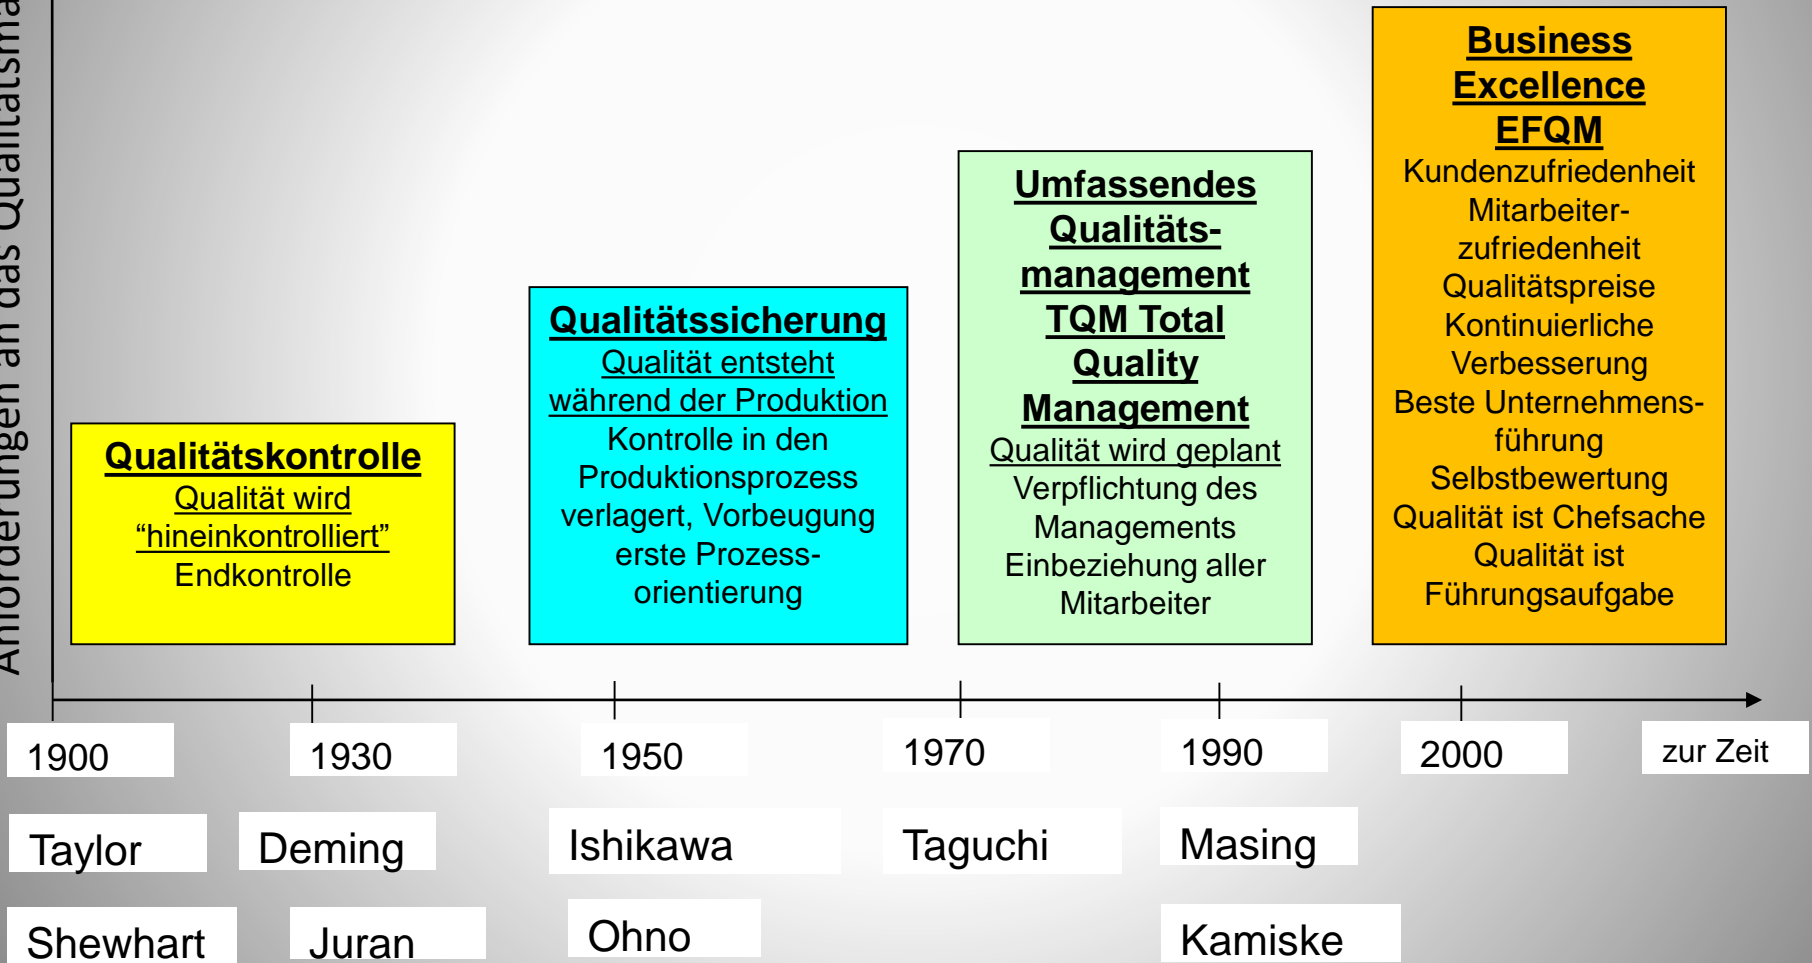 Anforderungen an das
Qualitätskontrolle
Qualität wird
“hineinkontrolliert”
Endkontrolle
Qualitätssicherung
Qualität entsteht
während der Produktion
Kontrolle in den
Produktionsprozess
verlagert, Vorbeugung
erste Prozess-
orientierung
Umfassendes
Qualitäts-
management
TQM Total
Quality
Management
Qualität wird geplant
Verpflichtung des
Managements
Einbeziehung aller
Mitarbeiter
Business
Excellence
EFQM
Kundenzufriedenheit
Mitarbeiter-
zufriedenheit
Qualitätspreise
Kontinuierliche
Verbesserung
Beste Unternehmens-
führung
Selbstbewertung
Qualität ist Chefsache
Qualität ist
Führungsaufgabe
1900
1930
1950
1970
1990
2000
zur Zeit
Taylor
Deming
Ishikawa
Taguchi
Masing
Shewhart
Juran
Ohno
Kamiske